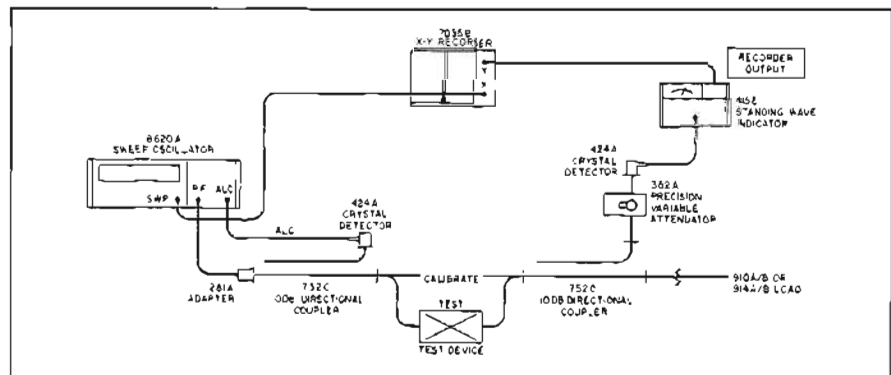 7035B
X-Y RECORDER
Y
X
RECORDER
OUTPUT
415E
STANDING WAVE
INDICATOR
8620A
SWEEP OSCILLATOR
SWP
RF
ALC
424A
CRYSTAL
DETECTOR
382A
PRECISION
VARIABLE
ATTENUATOR
424A
CRYSTAL
DETECTOR
ALC
281A
ADAPTER
752C
10DB DIRECTIONAL
COUPLER
CALIBRATE
TEST
TEST DEVICE
752C
10DB DIRECTIONAL
COUPLER
910A/B OR
914A/B LOAD